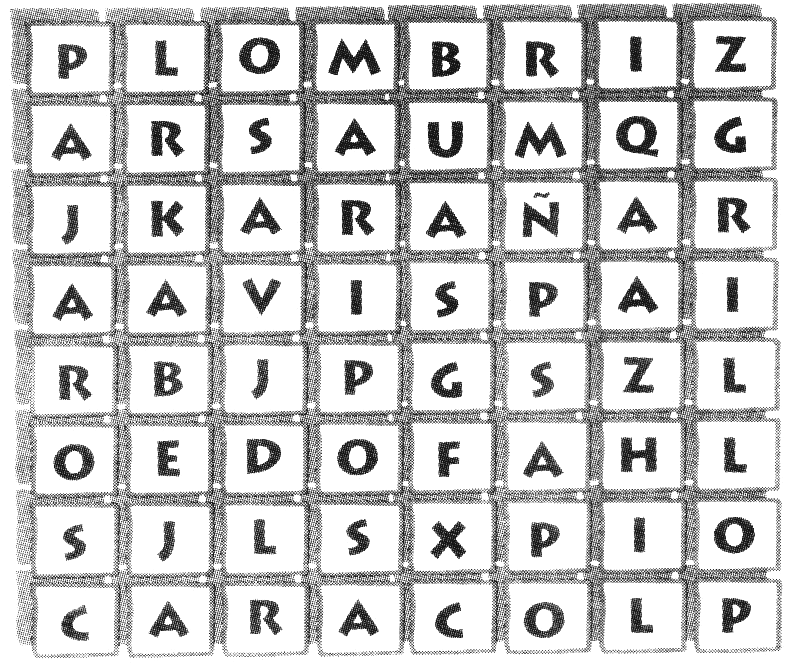 P L O M B R I Z
A R S A U M Q G
J K A R A Ñ A R
A A V I S P A I
R B J P G S Z L
O E D O F A H L
S J L S X P I O
C A R A C O L P